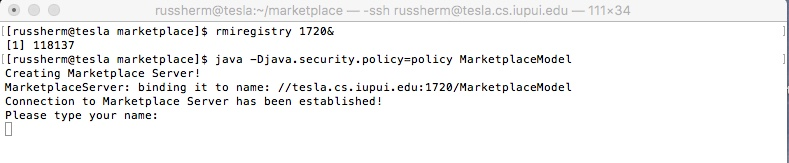 russherm@tesla:~/marketplace — -ssh russherm@tesla.cs.iupui.edu — 111×34
[[russherm@tesla marketplace]$ rmiregistry 1720& ]
[1] 118137
[[russherm@tesla marketplace]$ java -Djava.security.policy=policy MarketplaceModel ]
Creating Marketplace Server!
MarketplaceServer: binding it to name: //tesla.cs.iupui.edu:1720/MarketplaceModel
Connection to Marketplace Server has been established!
Please type your name: